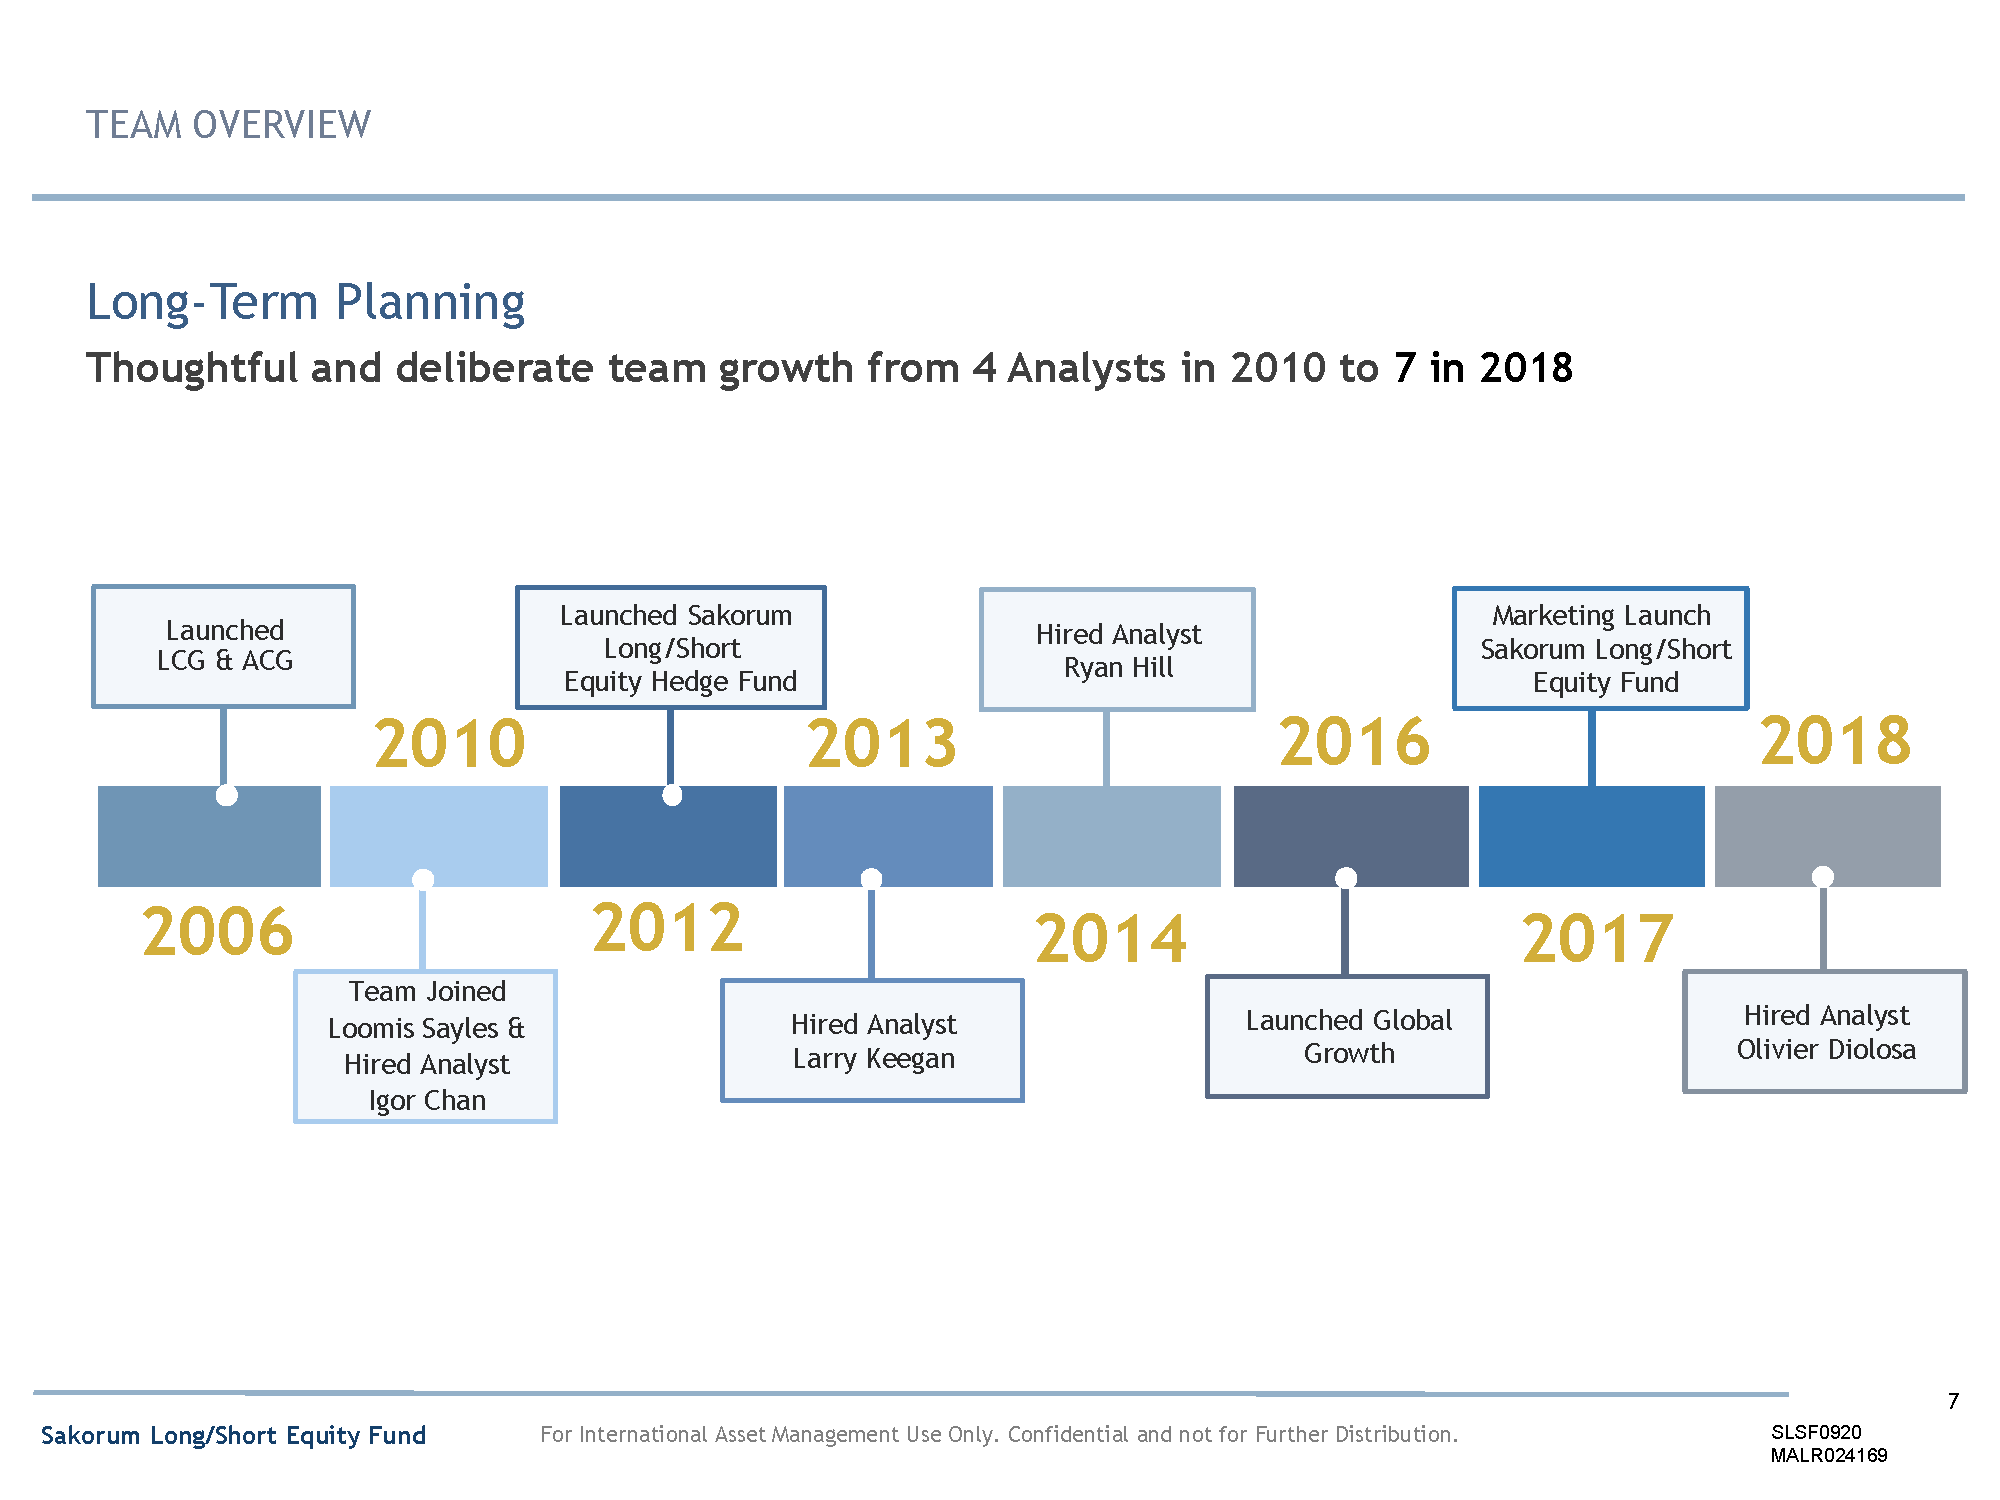 TEAM OVERVIEW
Long-Term Planning
Thoughtful and deliberate team growth from 4 Analysts in 2010 to 7 in 2018
Launched
LCG & ACG
2006
2010
Team Joined
Loomis Sayles &
Hired Analyst
Igor Chan
Launched Sakorum
Long/Short
Equity Hedge Fund
2012
2013
Hired Analyst
Larry Keegan
Hired Analyst
Ryan Hill
2014
2016
Launched Global
Growth
Marketing Launch
Sakorum Long/Short
Equity Fund
2017
2018
Hired Analyst
Olivier Diolosa
7
Sakorum Long/Short Equity Fund
For International Asset Management Use Only. Confidential and not for Further Distribution.
SLSF0920
MALR024169